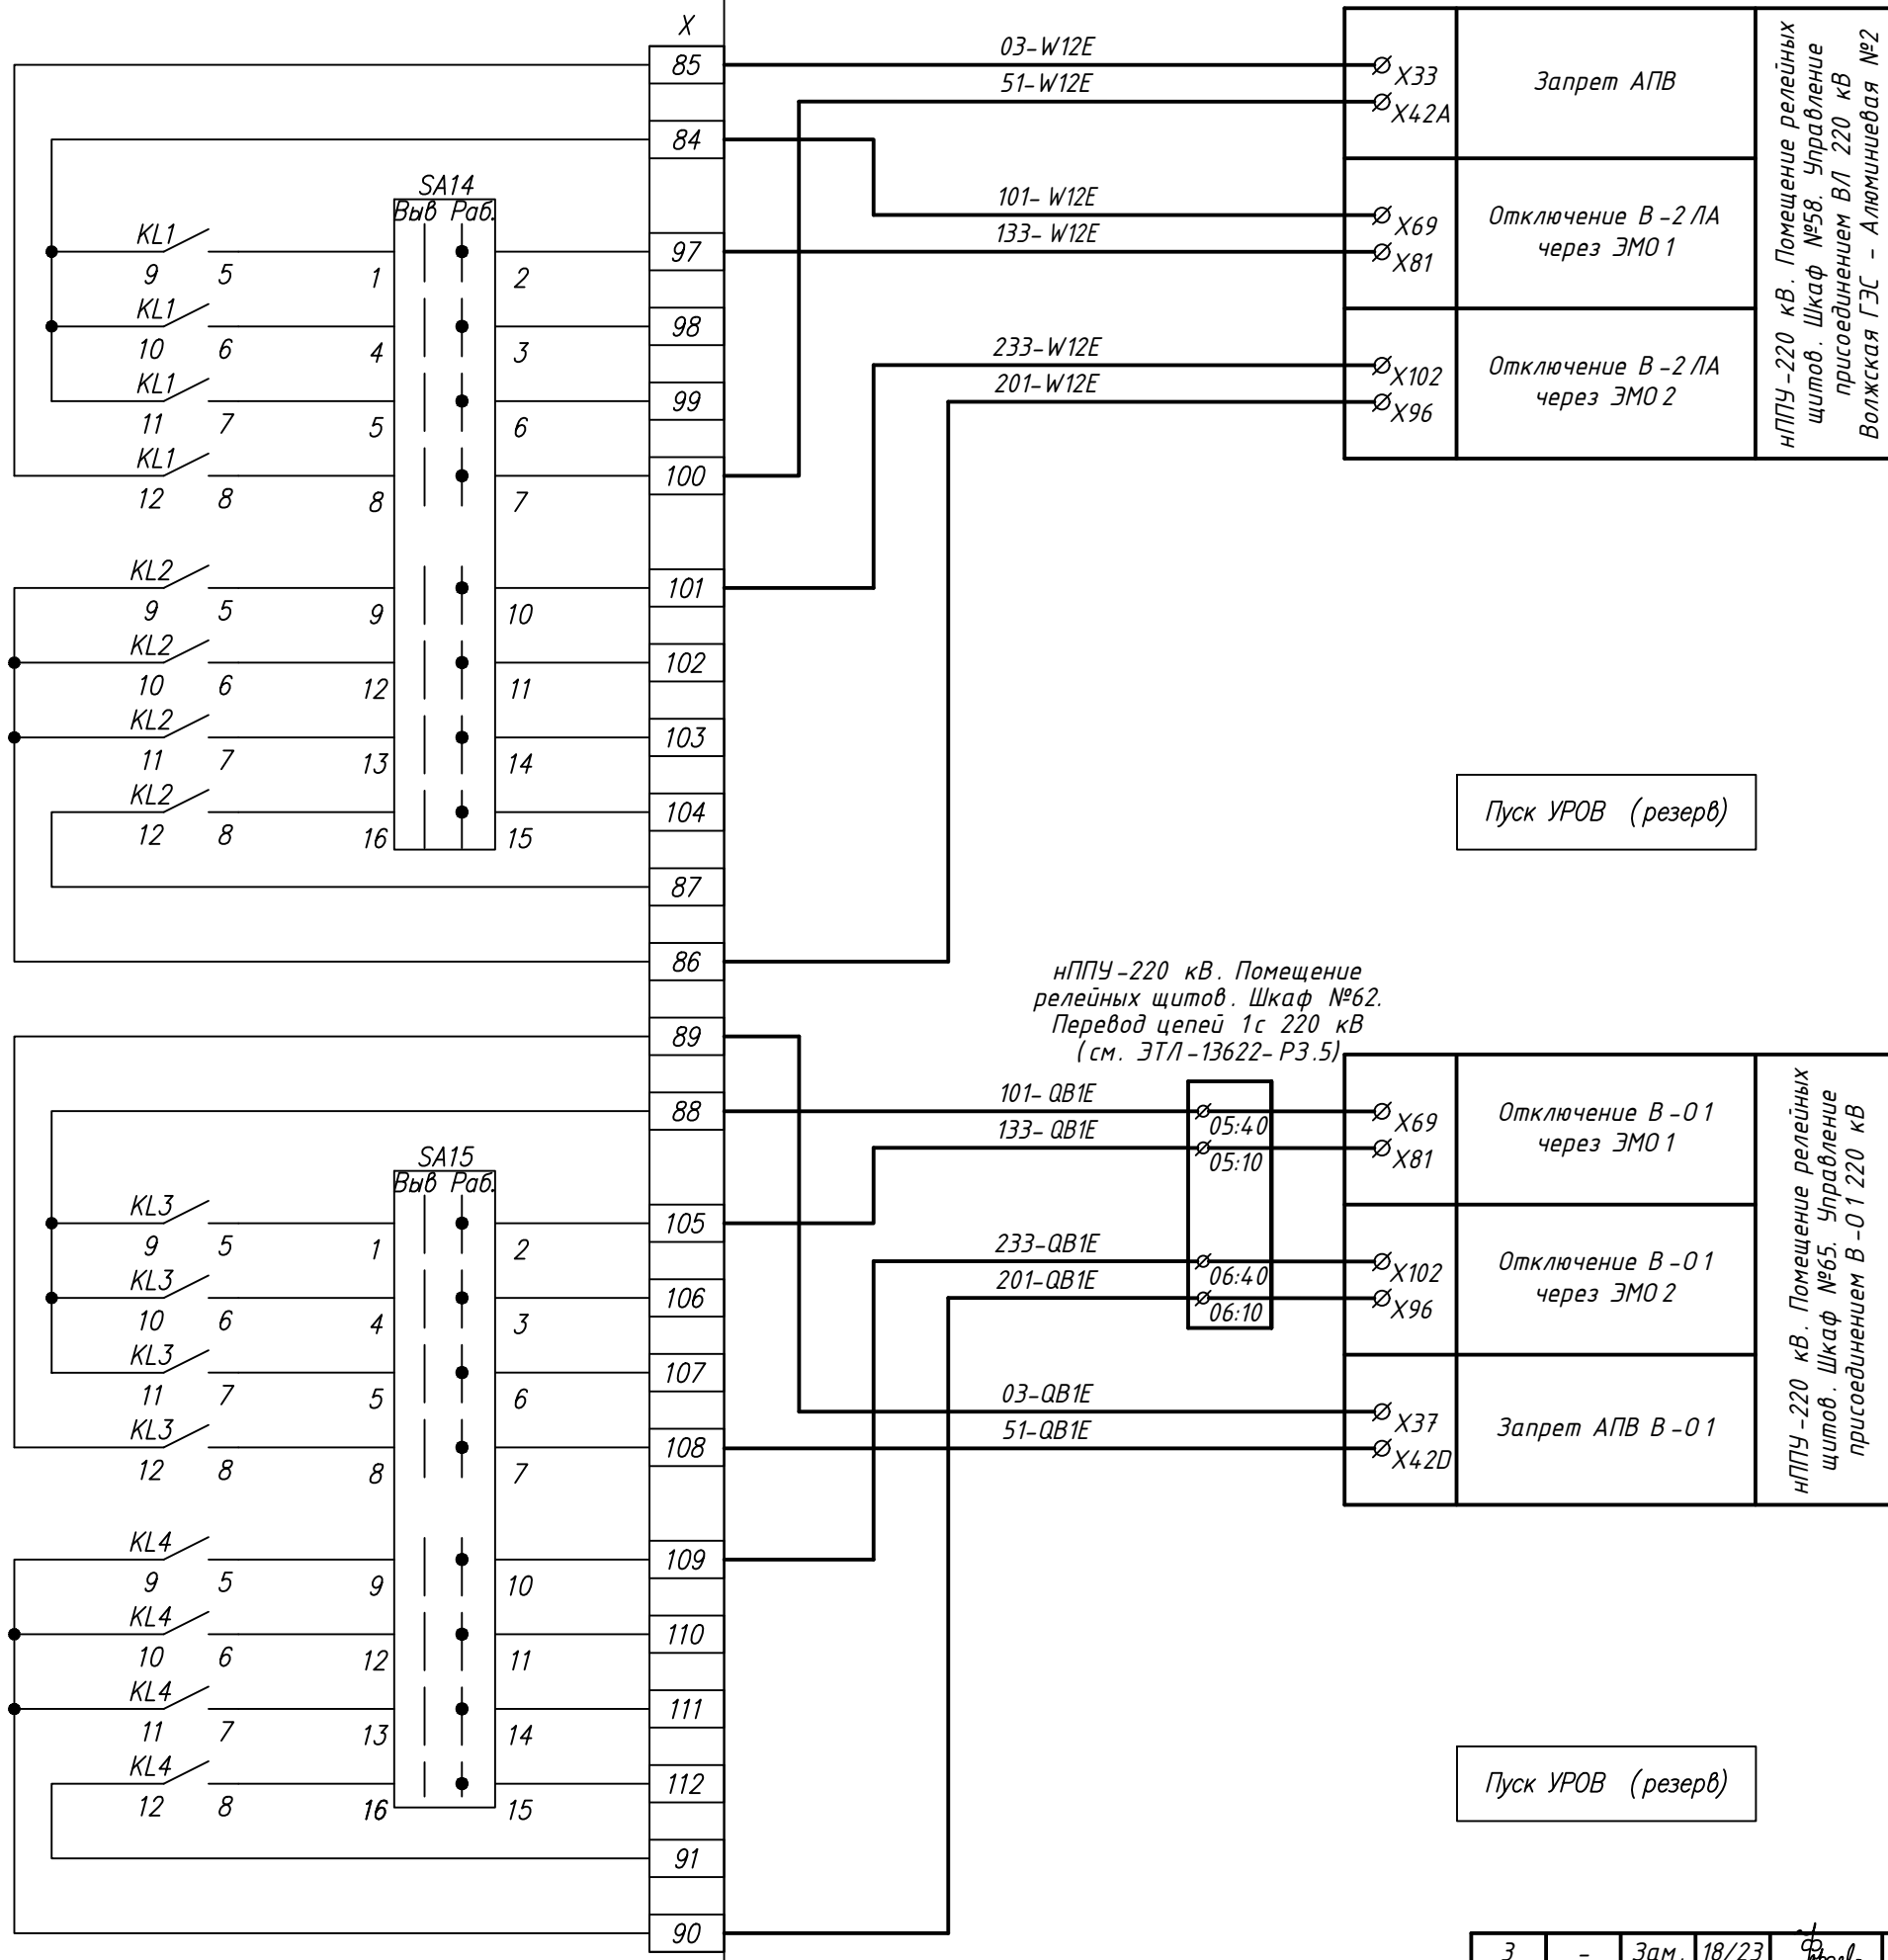 X
85
84
97
98
99
100
101
102
103
104
87
86
89
88
105
106
107
108
109
110
111
112
91
90
SA14
Выв Раб.
KL1
9 5 1 2
KL1
10 6 4 3
KL1
11 7 5 6
KL1
12 8 8 7
KL2
9 5 9 10
KL2
10 6 12 11
KL2
11 7 13 14
KL2
12 8 16 15
SA15
Выв Раб.
KL3
9 5 1 2
KL3
10 6 4 3
KL3
11 7 5 6
KL3
12 8 8 7
KL4
9 5 9 10
KL4
10 6 12 11
KL4
11 7 13 14
KL4
12 8 16 15
03-W12E
51-W12E
101-W12E
133-W12E
233-W12E
201-W12E
X33
X42A
Запрет АПВ
X69
X81
Отключение В-2 ЛА
через ЭМО 1
X102
X96
Отключение В-2 ЛА
через ЭМО 2
нППУ-220 кВ. Помещение релейных
щитов. Шкаф №58. Управление
присоединением ВЛ 220 кВ
Волжская ГЭС - Алюминиевая №2
Пуск УРОВ (резерв)
нППУ-220 кВ. Помещение
релейных щитов. Шкаф №62.
Перевод цепей 1с 220 кВ
(см. ЭТЛ-13622-РЗ.5)
101-QB1E
133-QB1E
233-QB1E
201-QB1E
03-QB1E
51-QB1E
05:40
05:10
06:40
06:10
X69
X81
Отключение В-О1
через ЭМО 1
X102
X96
Отключение В-О1
через ЭМО 2
X37
X42D
Запрет АПВ В-О1
нППУ-220 кВ. Помещение релейных
щитов. Шкаф №65. Управление
присоединением В-О1 220 кВ
Пуск УРОВ (резерв)
3 - Зам. 18/23